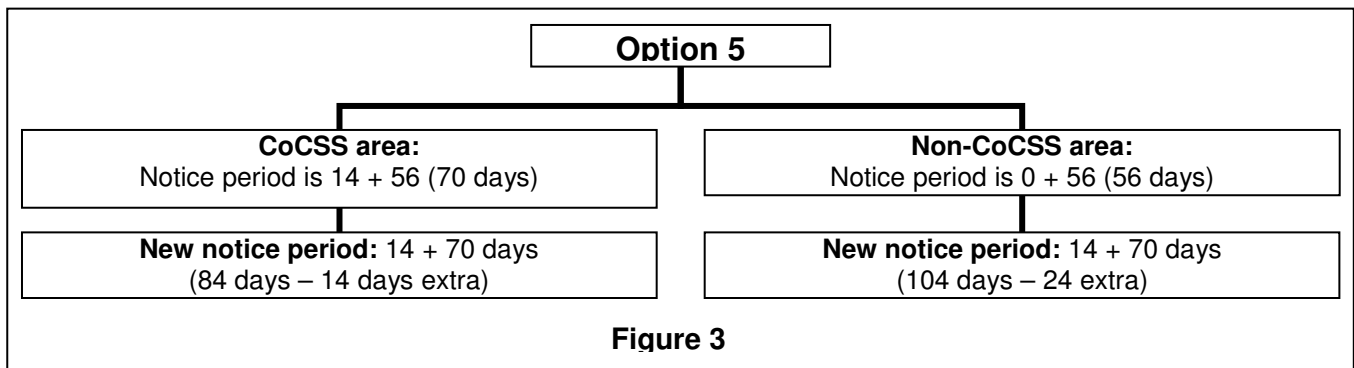 Option 5
CoCSS area:
Notice period is 14 + 56 (70 days)
Non-CoCSS area:
Notice period is 0 + 56 (56 days)
New notice period: 14 + 70 days
(84 days – 14 days extra)
New notice period: 14 + 70 days
(104 days – 24 extra)
Figure 3